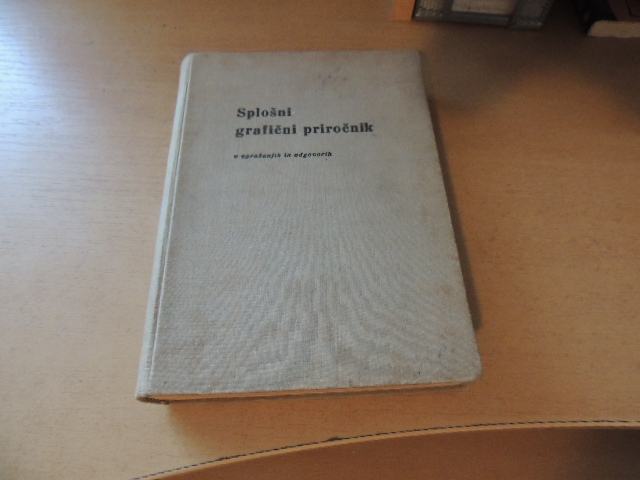 Splošni
grafični priročnik
v vprašanjih in odgovorih